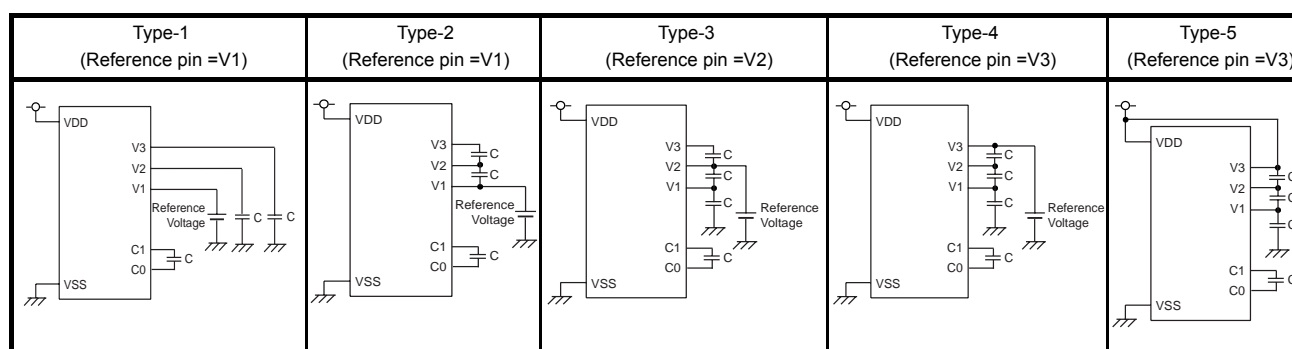 Type-1
(Reference pin =V1)
Type-2
(Reference pin =V1)
Type-3
(Reference pin =V2)
Type-4
(Reference pin =V3)
Type-5
(Reference pin =V3)
VDD
V3
V2
V1
Reference
Voltage
C
C
C1
C0
C
VSS
VDD
V3
C
V2
C
V1
Reference
Voltage
C1
C
C0
VSS
VDD
V3
C
V2
C
V1
C
Reference
Voltage
C1
C
C0
VSS
VDD
V3
C
V2
C
V1
C
Reference
Voltage
C1
C
C0
VSS
VDD
V3
C
V2
C
V1
C
C1
C
C0
VSS